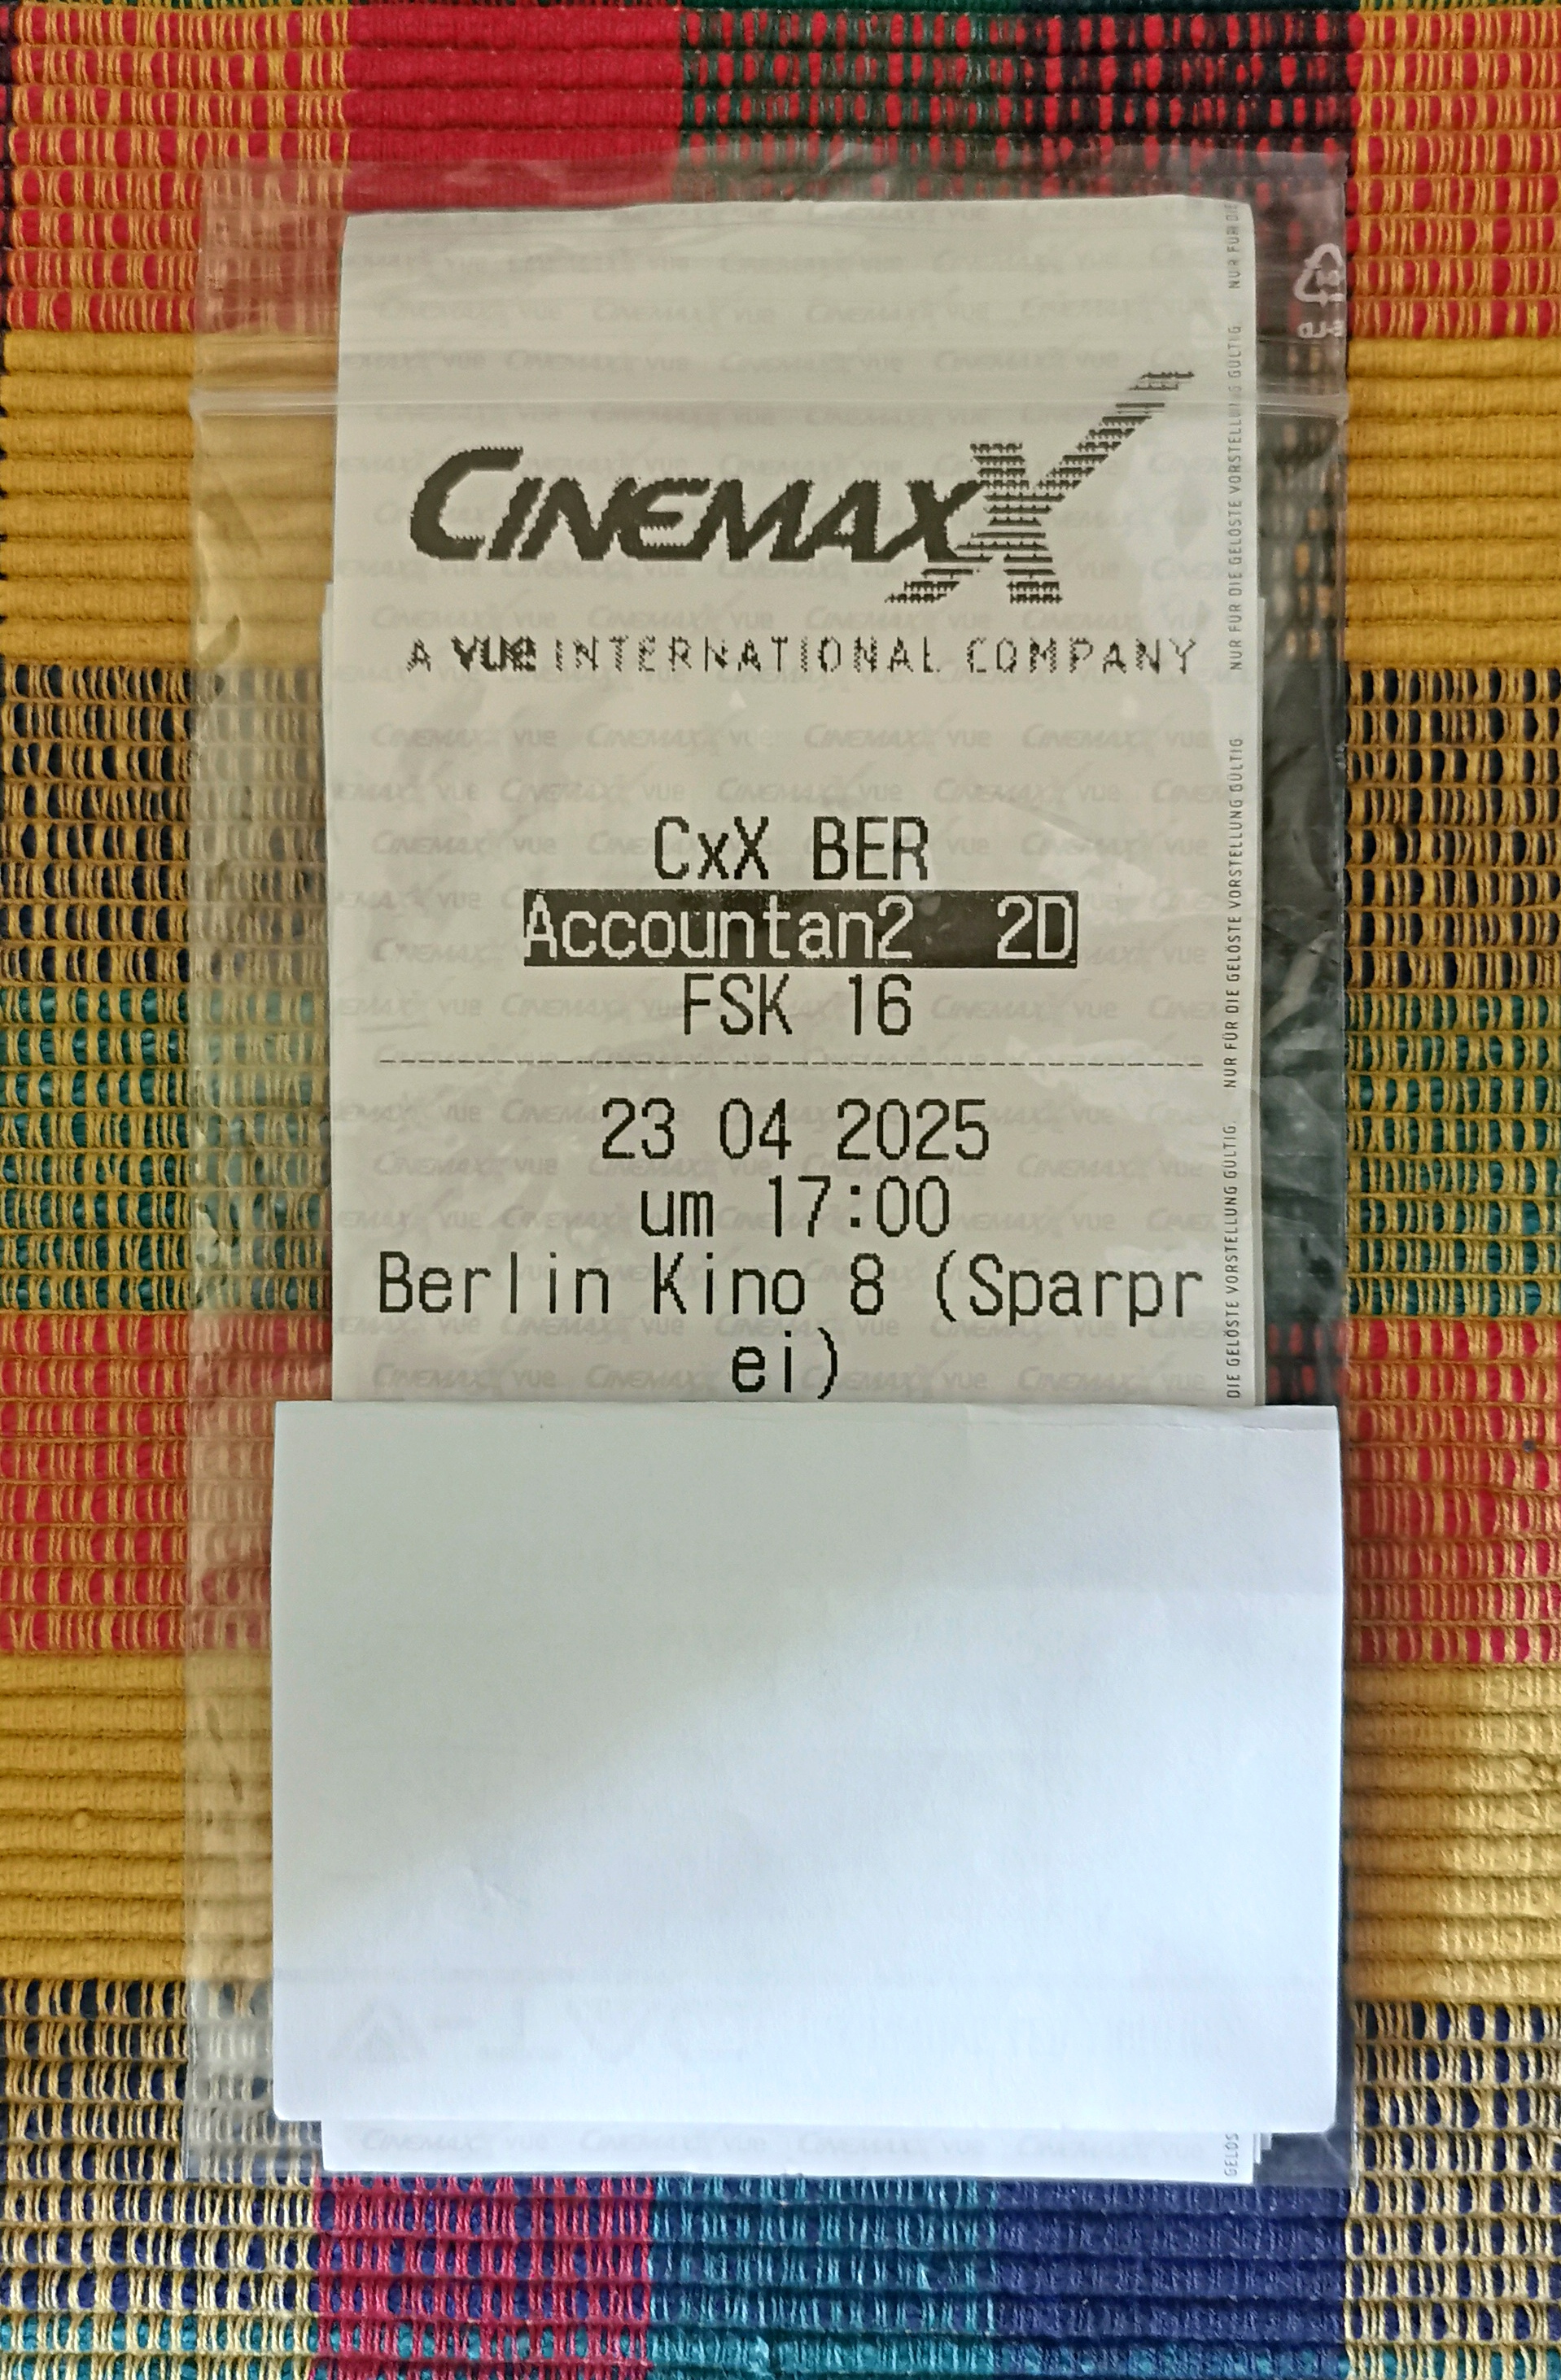 CINEMAXX
A vue INTERNATIONAL COMPANY
CxX BER
Accountan2 2D
FSK 16
23 04 2025
um 17:00
Berlin Kino 8 (Sparpr
ei)
NUR FÜR DIE GELÖSTE VORSTELLUNG GÜLTIG.